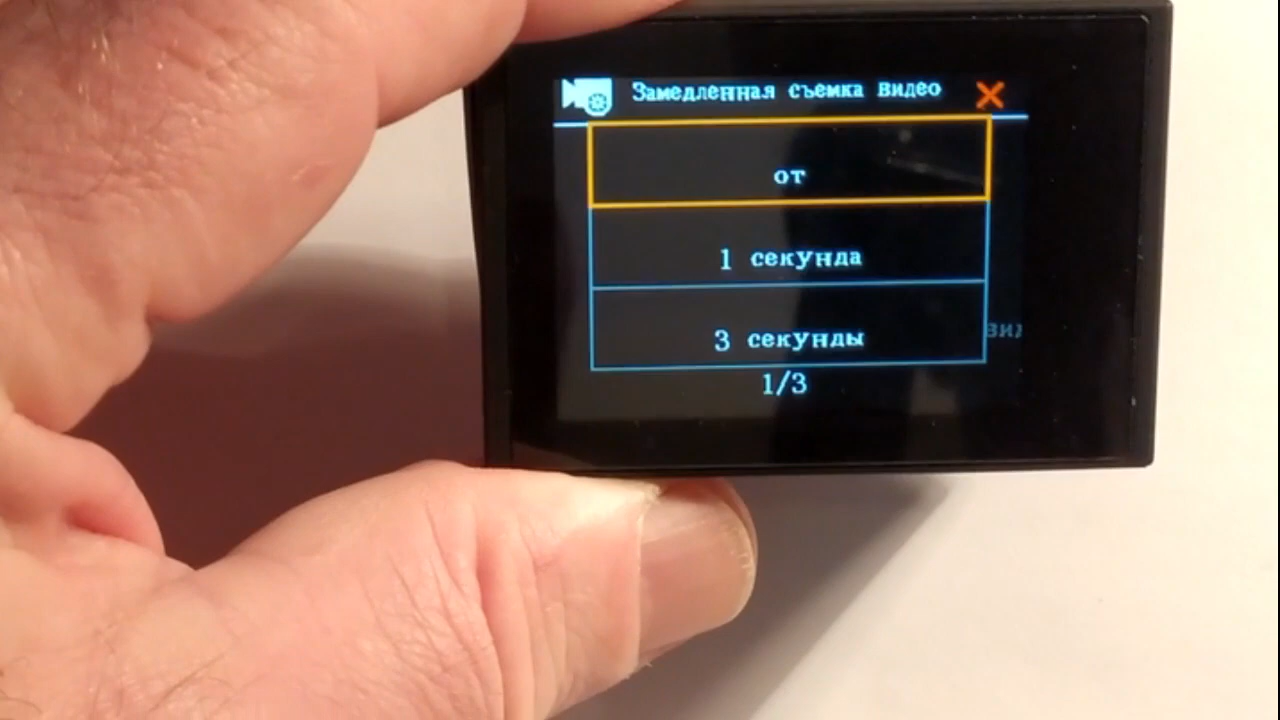 Замедленная съемка видео
от
1 секунда
3 секунды
1/3